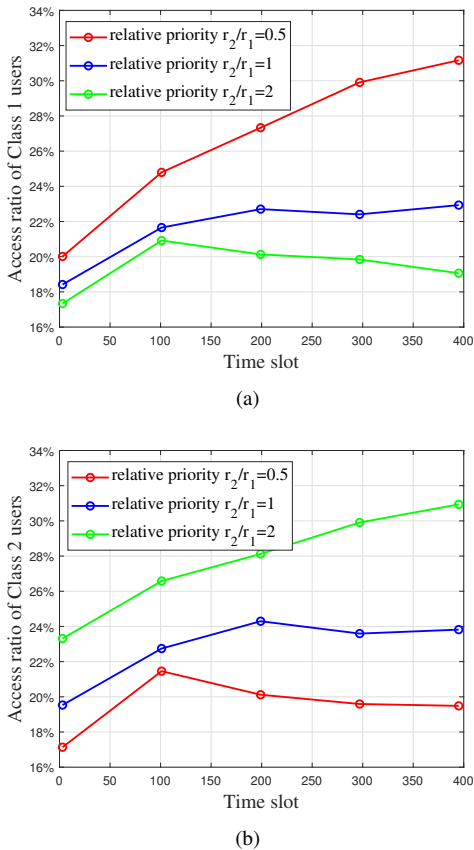 34%
32%
30%
28%
26%
24%
22%
20%
18%
16%
Access ratio of Class 1 users
relative priority r2/r1=0.5
relative priority r2/r1=1
relative priority r2/r1=2
0 50 100 150 200 250 300 350 400
Time slot
(a)
34%
32%
30%
28%
26%
24%
22%
20%
18%
16%
Access ratio of Class 2 users
relative priority r2/r1=0.5
relative priority r2/r1=1
relative priority r2/r1=2
0 50 100 150 200 250 300 350 400
Time slot
(b)